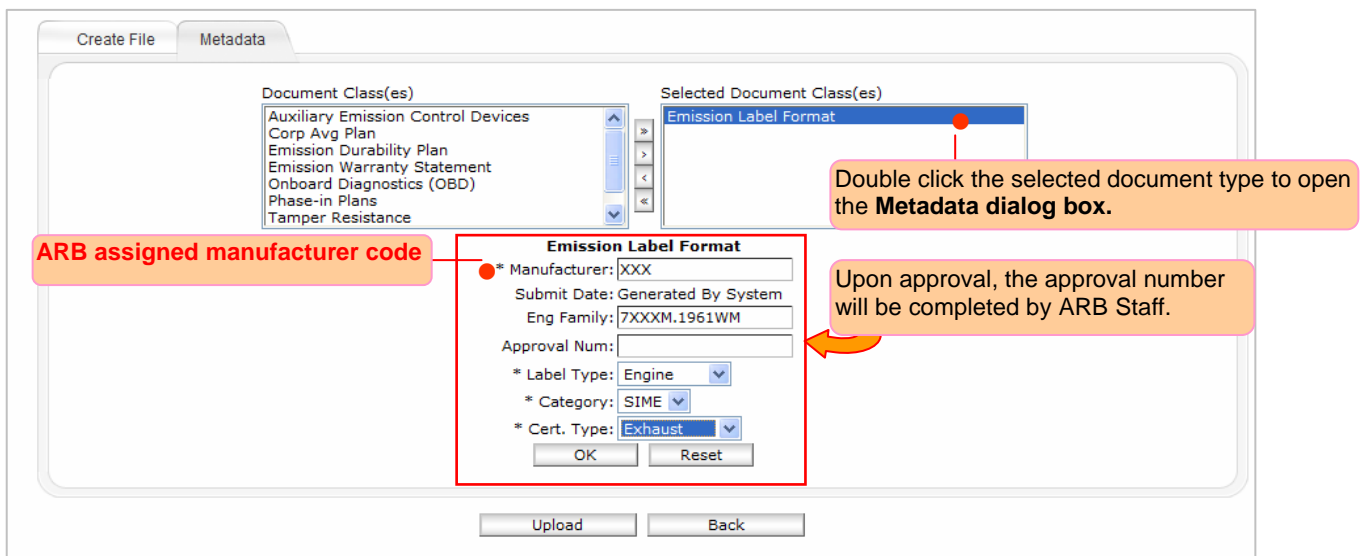 Create File
Metadata
Document Class(es)
Auxiliary Emission Control Devices
Corp Avg Plan
Emission Durability Plan
Emission Warranty Statement
Onboard Diagnostics (OBD)
Phase-in Plans
Tamper Resistance
»
>
<
«
Selected Document Class(es)
Emission Label Format
Double click the selected document type to open
the Metadata dialog box.
ARB assigned manufacturer code
Emission Label Format
* Manufacturer: XXX
Submit Date: Generated By System
Eng Family: 7XXXM.1961WM
Approval Num:
* Label Type: Engine
* Category: SIME
* Cert. Type: Exhaust
OK Reset
Upon approval, the approval number
will be completed by ARB Staff.
Upload Back